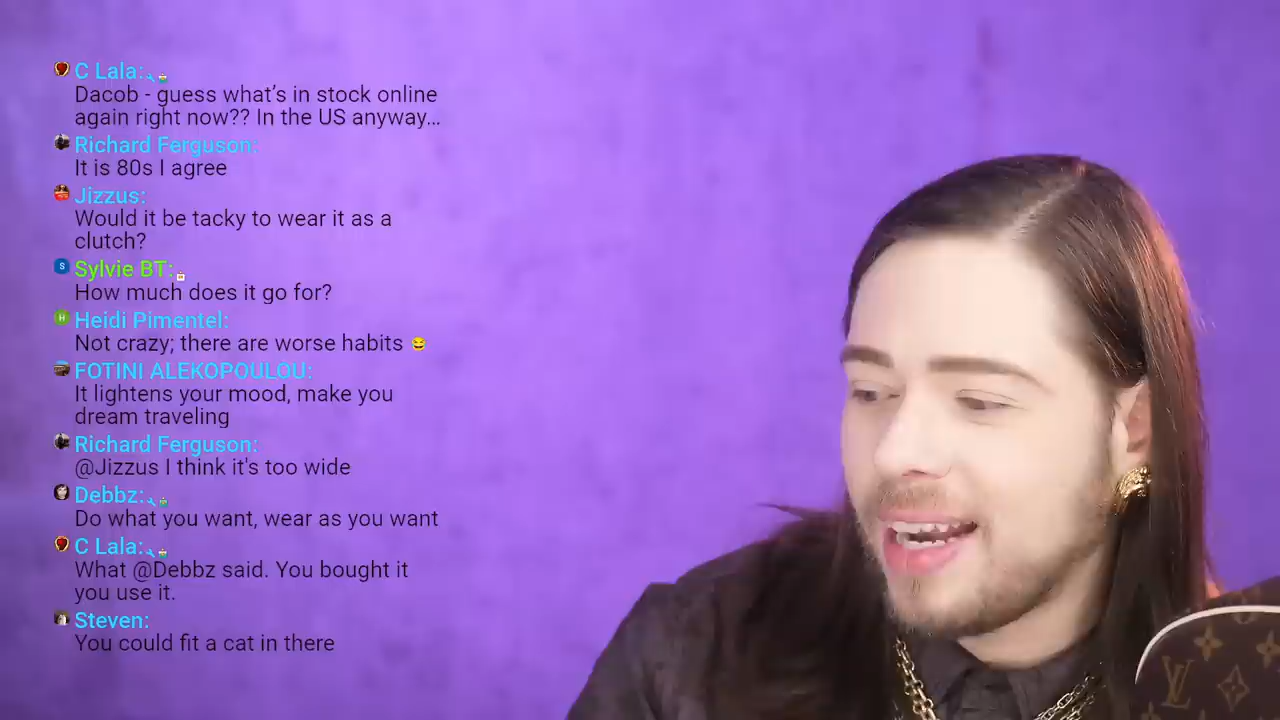 C Lala:
Dacob - guess what's in stock online
again right now?? In the US anyway...
Richard Ferguson:
It is 80s I agree
Jizzus:
Would it be tacky to wear it as a
clutch?
S
Sylvie BT:
How much does it go for?
H
Heidi Pimentel:
Not crazy; there are worse habits 😂
FOTINI ALEKOPOULOU:
It lightens your mood, make you
dream traveling
Richard Ferguson:
@Jizzus I think it's too wide
Debbz:
Do what you want, wear as you want
C Lala:
What @Debbz said. You bought it
you use it.
Steven:
You could fit a cat in there
LV